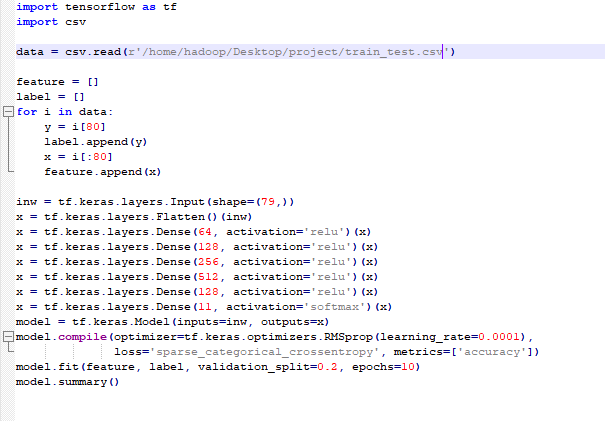 import tensorflow as tf
import csv
data = csv.read(r'/home/hadoop/Desktop/project/train_test.csv')
feature = []
label = []
for i in data:
    y = i[80]
    label.append(y)
    x = i[:80]
    feature.append(x)
inw = tf.keras.layers.Input(shape=(79,))
x = tf.keras.layers.Flatten()(inw)
x = tf.keras.layers.Dense(64, activation='relu')(x)
x = tf.keras.layers.Dense(128, activation='relu')(x)
x = tf.keras.layers.Dense(256, activation='relu')(x)
x = tf.keras.layers.Dense(512, activation='relu')(x)
x = tf.keras.layers.Dense(128, activation='relu')(x)
x = tf.keras.layers.Dense(11, activation='softmax')(x)
model = tf.keras.Model(inputs=inw, outputs=x)
model.compile(optimizer=tf.keras.optimizers.RMSprop(learning_rate=0.0001),
              loss='sparse_categorical_crossentropy', metrics=['accuracy'])
model.fit(feature, label, validation_split=0.2, epochs=10)
model.summary()